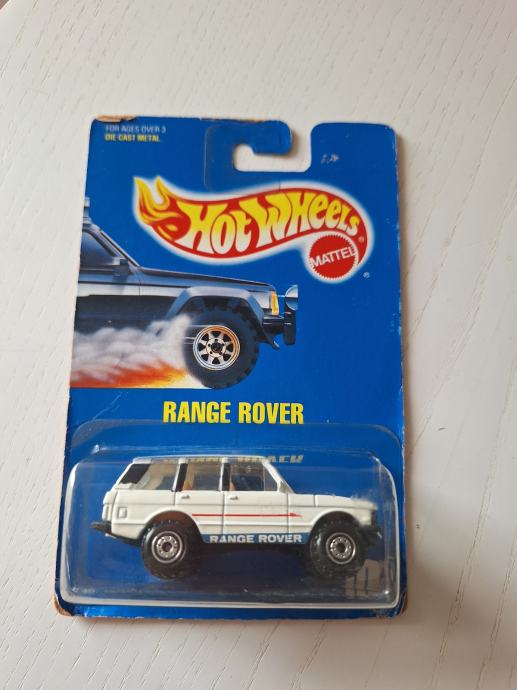 FOR AGES OVER 3
DIE CAST METAL
HOT WHEELS
®
MATTEL
®
RANGE ROVER
RANGE ROVER